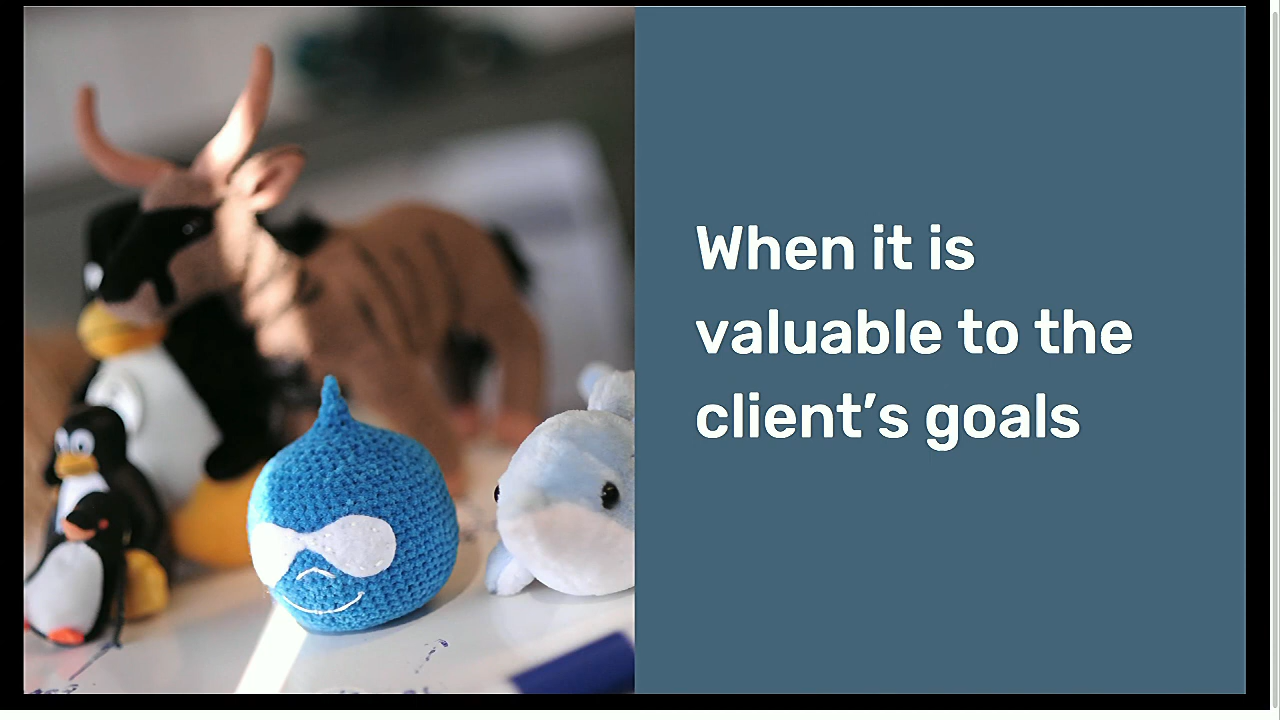 When it is
valuable to the
client’s goals